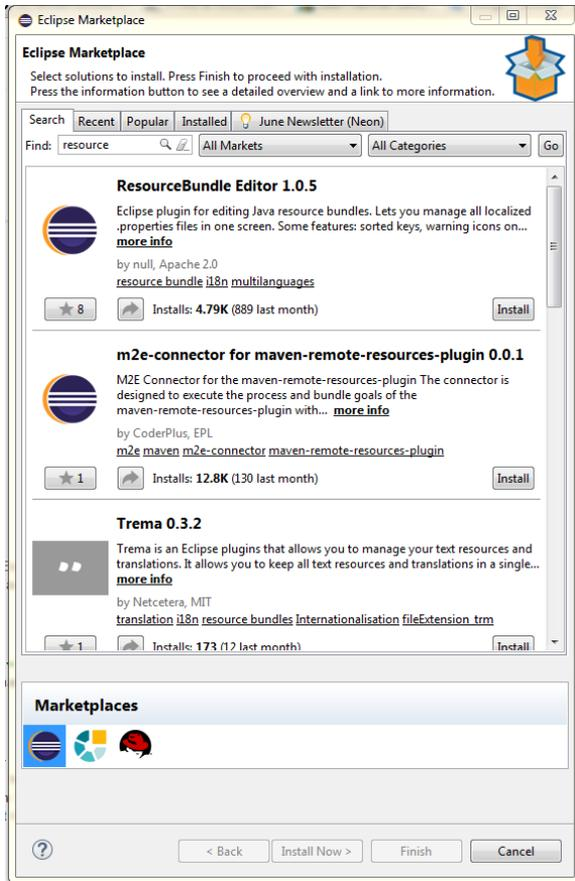 Eclipse Marketplace
Eclipse Marketplace
Select solutions to install. Press Finish to proceed with installation.
Press the information button to see a detailed overview and a link to more information.
Search Recent Popular Installed June Newsletter (Neon)
Find: resource All Markets All Categories Go
ResourceBundle Editor 1.0.5
Eclipse plugin for editing Java resource bundles. Lets you manage all localized
.properties files in one screen. Some features: sorted keys, warning icons on...
more info
by null, Apache 2.0
resource bundle i18n multilanguages
8 Installs: 4.79K (889 last month) Install
m2e-connector for maven-remote-resources-plugin 0.0.1
M2E Connector for the maven-remote-resources-plugin The connector is
designed to execute the process and bundle goals of the
maven-remote-resources-plugin with... more info
by CoderPlus, EPL
m2e maven m2e-connector maven-remote-resources-plugin
1 Installs: 12.8K (130 last month) Install
Trema 0.3.2
Trema is an Eclipse plugins that allows you to manage your text resources and
translations. It allows you to keep all text resources and translations in a single...
more info
by Netcetera, MIT
translation i18n resource bundles Internationalisation fileExtension_trm
1 Installs: 173 (12 last month) Install
Marketplaces
? < Back Install Now > Finish Cancel